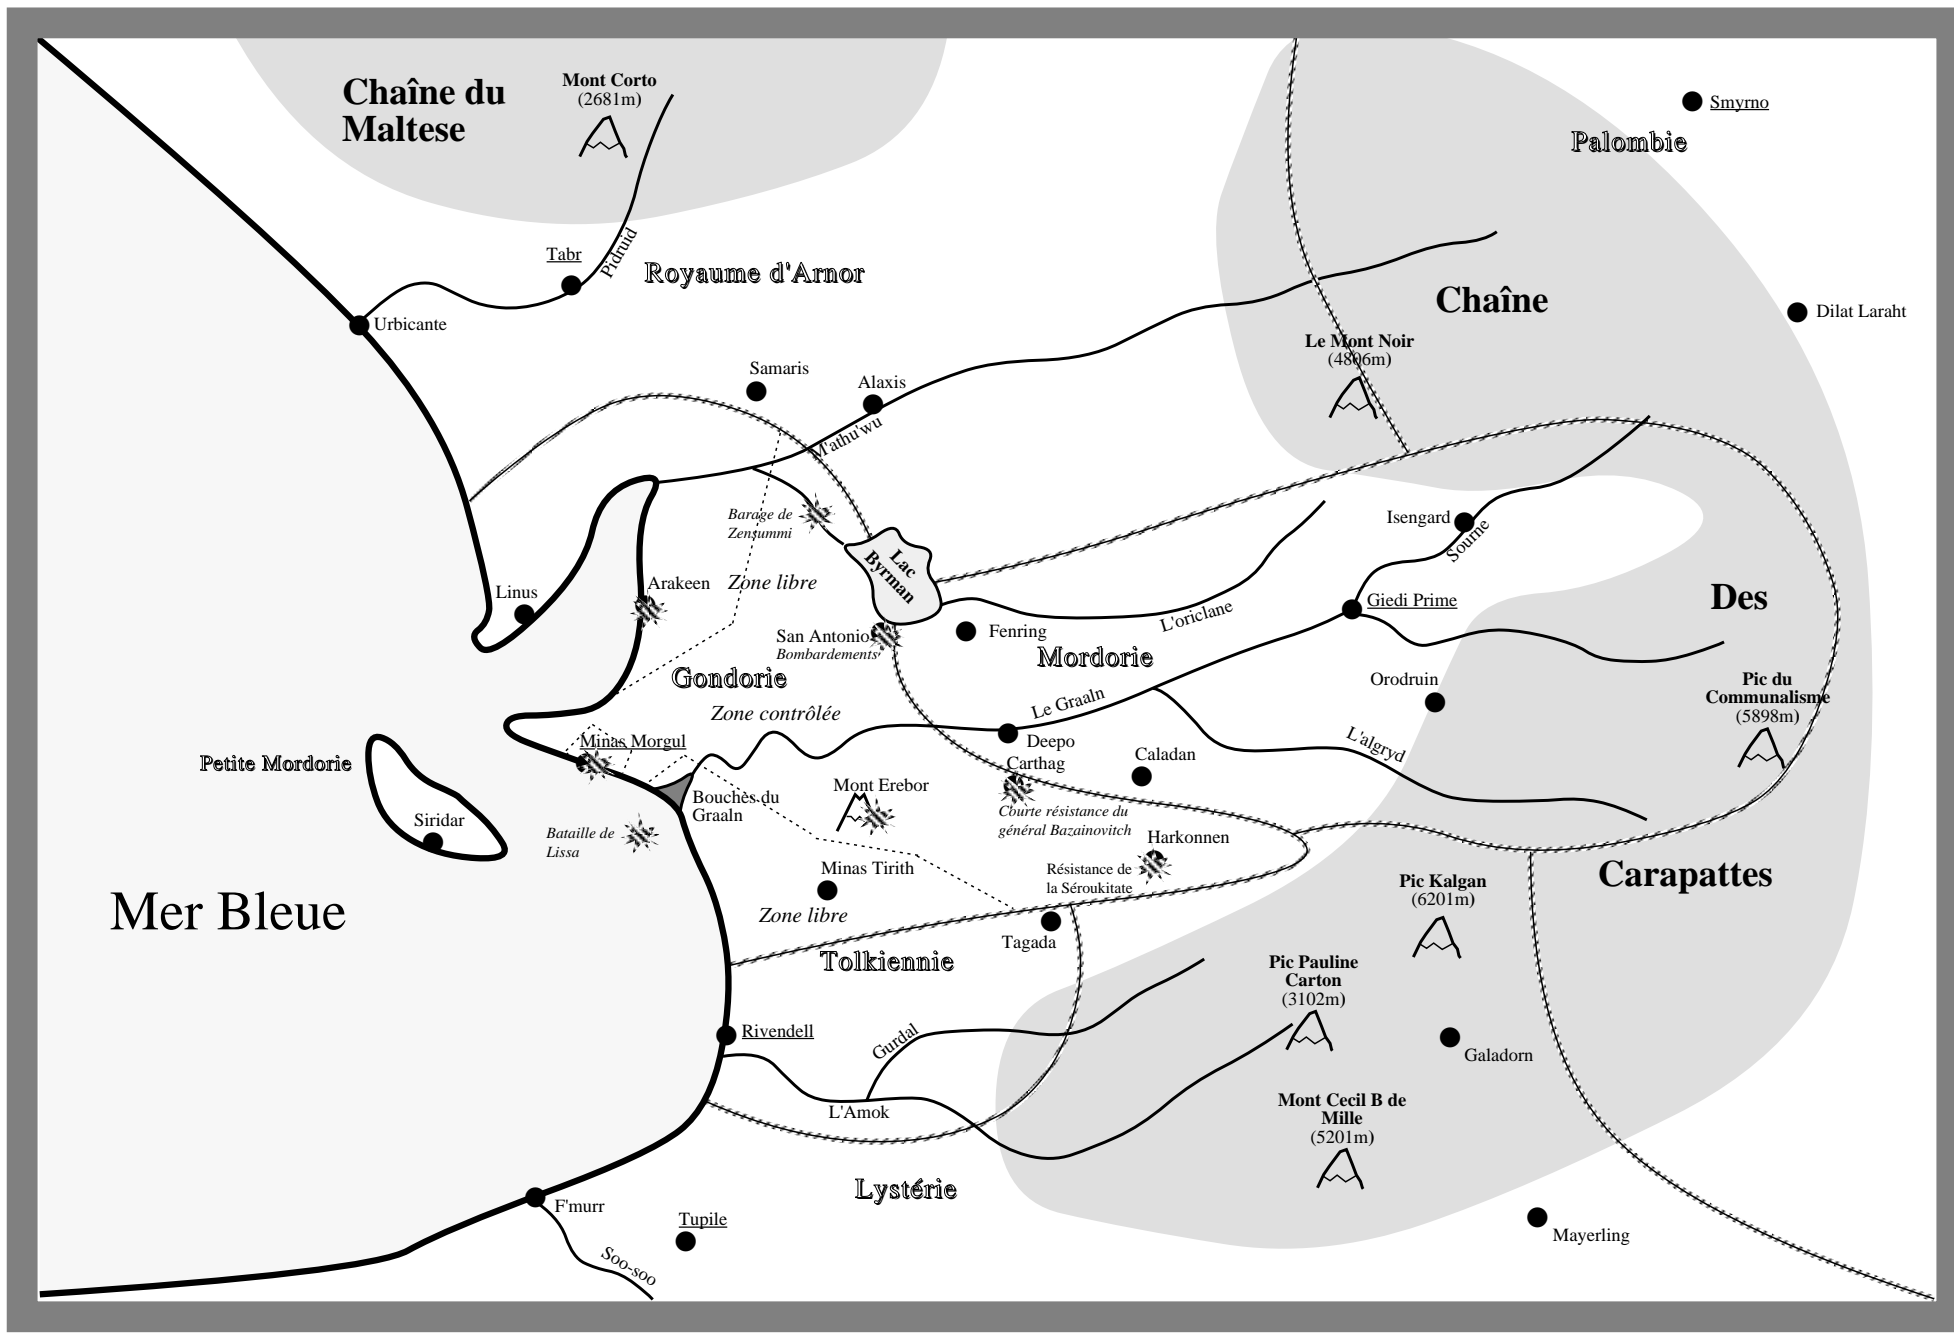 Chaîne du
Maltese
Mont Corto
(2681m)
Smyrno
Palombie
Tabr
Pidruid
Royaume d'Arnor
Urbicante
Chaîne
Dilat Laraht
Le Mont Noir
(4806m)
Samaris
Alaxis
M'athu'wu
Barage de
Zensummi
Isengard
Sourne
Lac
Byrman
Linus
Arakeen
Zone libre
Des
Giedi Prime
L'oriclane
San Antonio
Bombardements
Fenring
Mordorie
Gondorie
Orodruin
Pic du
Communalisme
(5898m)
Le Graaln
Zone contrôlée
Minas Morgul
Deepo
L'algryd
Petite Mordorie
Carthag
Caladan
Mont Erebor
Bouches du
Graaln
Siridar
Bataille de
Lissa
Courte résistance du
général Bazainovitch
Harkonnen
Minas Tirith
Résistance de
la Séroukitate
Pic Kalgan
(6201m)
Carapattes
Mer Bleue
Zone libre
Tagada
Tolkiennie
Pic Pauline
Carton
(3102m)
Rivendell
Gurdal
Galadorn
L'Amok
Mont Cecil B de
Mille
(5201m)
Lystérie
F'murr
Tupile
Mayerling
Soo-soo